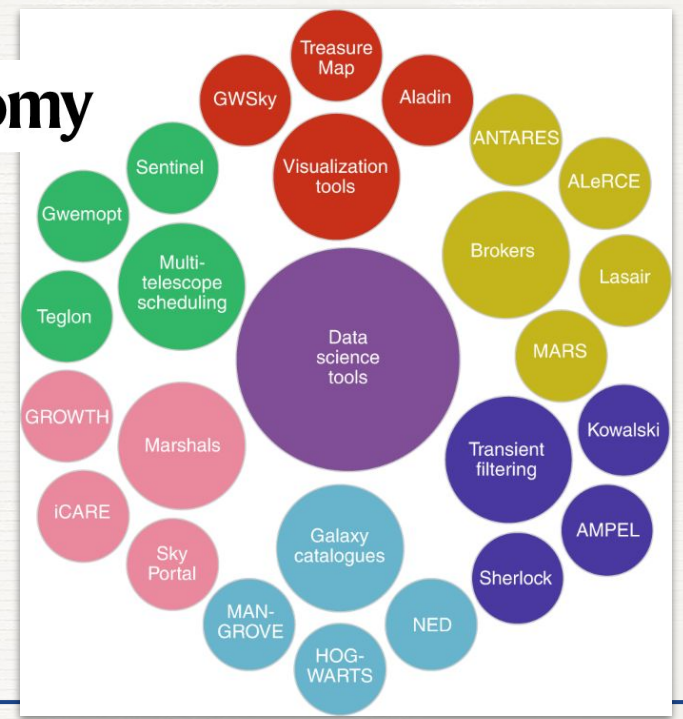 omy
Treasure
Map
GWSky
Aladin
Visualization
tools
ANTARES
ALeRCE
Brokers
Lasair
MARS
Sentinel
Gwemopt
Multi-
telescope
scheduling
Teglon
Data
science
tools
GROWTH
Marshals
iCARE
Sky
Portal
Transient
filtering
Kowalski
AMPEL
Sherlock
Galaxy
catalogues
MAN-
GROVE
HOG-
WARTS
NED